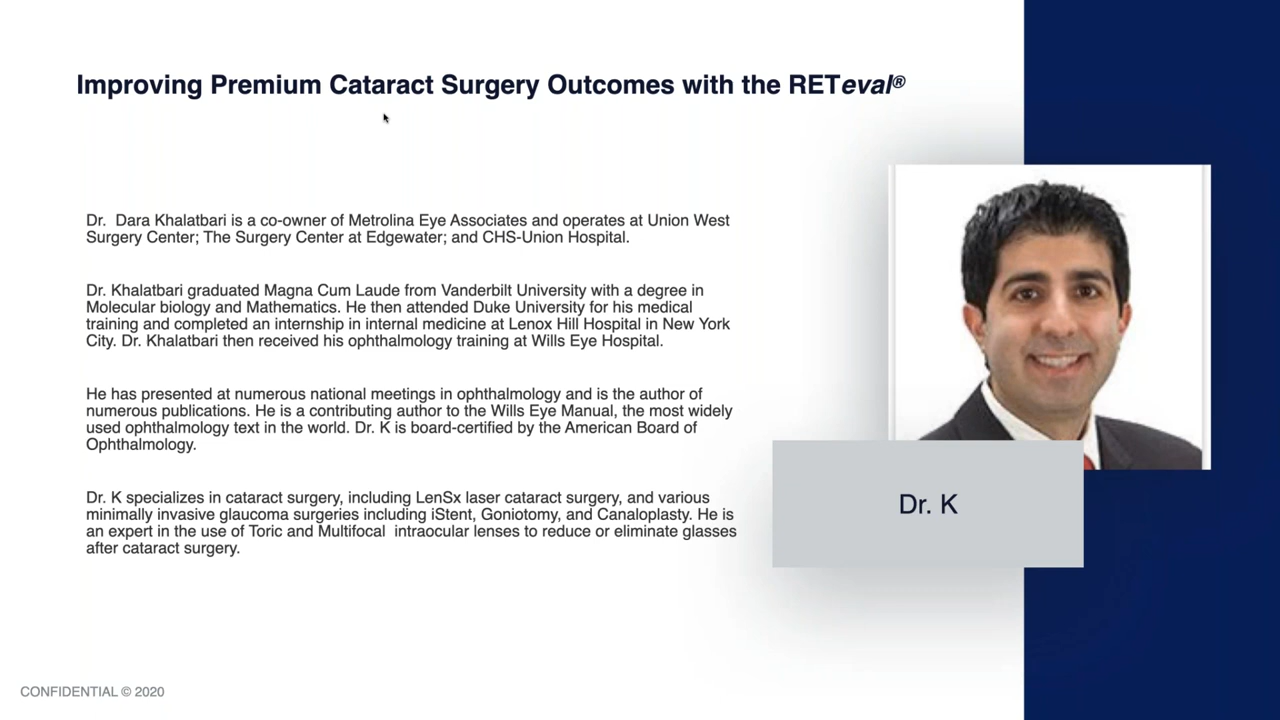 Improving Premium Cataract Surgery Outcomes with the RETeval®
Dr. Dara Khalatbari is a co-owner of Metrolina Eye Associates and operates at Union West
Surgery Center; The Surgery Center at Edgewater; and CHS-Union Hospital.
Dr. Khalatbari graduated Magna Cum Laude from Vanderbilt University with a degree in
Molecular biology and Mathematics. He then attended Duke University for his medical
training and completed an internship in internal medicine at Lenox Hill Hospital in New York
City. Dr. Khalatbari then received his ophthalmology training at Wills Eye Hospital.
He has presented at numerous national meetings in ophthalmology and is the author of
numerous publications. He is a contributing author to the Wills Eye Manual, the most widely
used ophthalmology text in the world. Dr. K is board-certified by the American Board of
Ophthalmology.
Dr. K specializes in cataract surgery, including LenSx laser cataract surgery, and various
minimally invasive glaucoma surgeries including iStent, Goniotomy, and Canaloplasty. He is
an expert in the use of Toric and Multifocal intraocular lenses to reduce or eliminate glasses
after cataract surgery.
Dr. K
CONFIDENTIAL © 2020